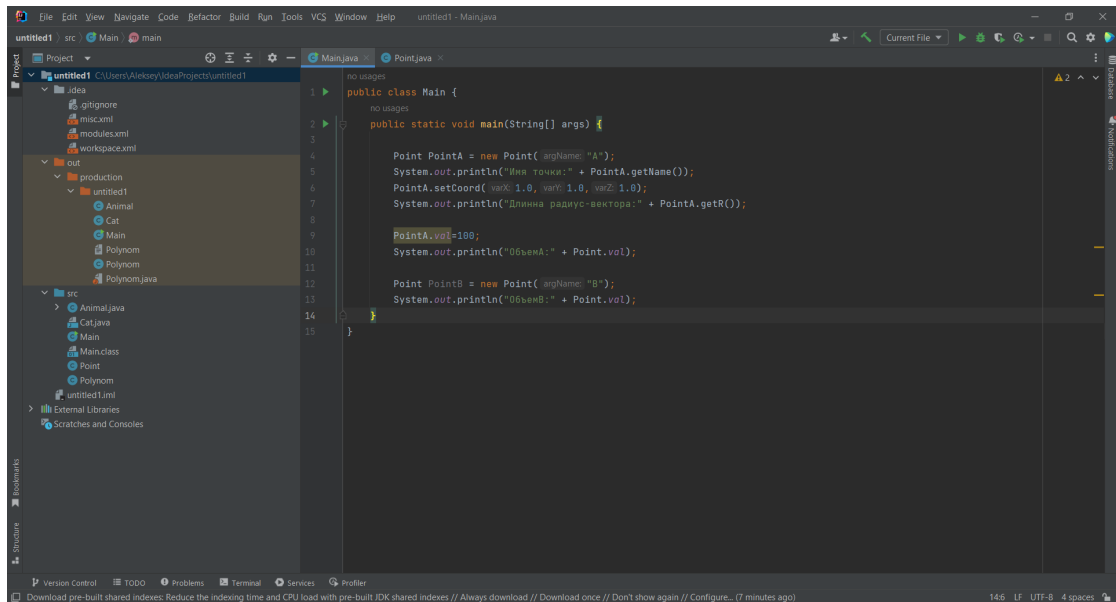 File Edit View Navigate Code Refactor Build Run Tools VCS Window Help untitled1 - Main.java
untitled1 src Main main Current File
Project Main.java Point.java
Project
untitled1 C:\Users\Aleksey\IdeaProjects\untitled1
.idea
.gitignore
misc.xml
modules.xml
workspace.xml
out
production
untitled1
Animal
Cat
Main
Polynom
Polynom
Polynom.java
src
Animal.java
Cat.java
Main
Main.class
Point
Polynom
untitled1.iml
External Libraries
Scratches and Consoles
Bookmarks
Structure
no usages
1 public class Main {
no usages
2 public static void main(String[] args) {
3
4 Point PointA = new Point( argName: "A");
5 System.out.println("Имя точки:" + PointA.getName());
6 PointA.setCoord( varX: 1.0, varY: 1.0, varZ: 1.0);
7 System.out.println("Длинна радиус-вектора:" + PointA.getR());
8
9 PointA.vol=100;
10 System.out.println("ОбъемA:" + Point.vol);
11
12 Point PointB = new Point( argName: "B");
13 System.out.println("ОбъемB:" + Point.vol);
14 }
15 }
2
Database
Notifications
Version Control TODO Problems Terminal Services Profiler
Download pre-built shared indexes: Reduce the indexing time and CPU load with pre-built JDK shared indexes // Always download // Download once // Don't show again // Configure... (7 minutes ago) 14:6 LF UTF-8 4 spaces